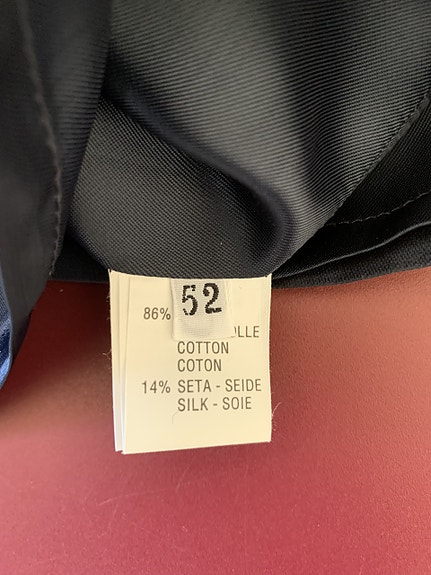 52
86%
OLLE
COTTON
COTON
14% SETA - SEIDE
SILK - SOIE